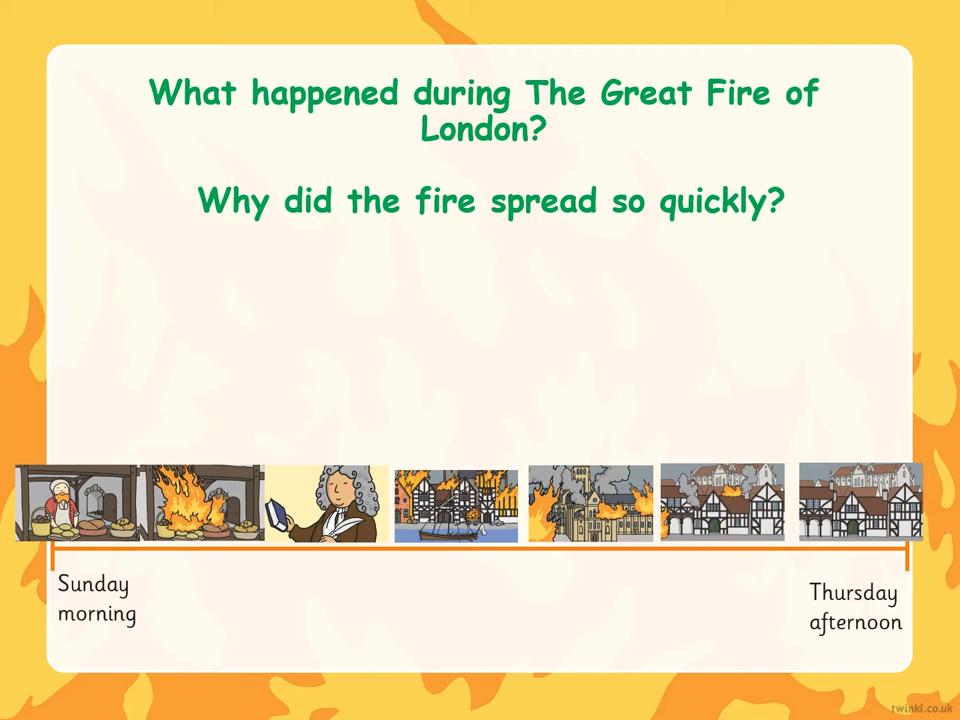 What happened during The Great Fire of
London?
Why did the fire spread so quickly?
Sunday
morning
Thursday
afternoon
twinkl.co.uk